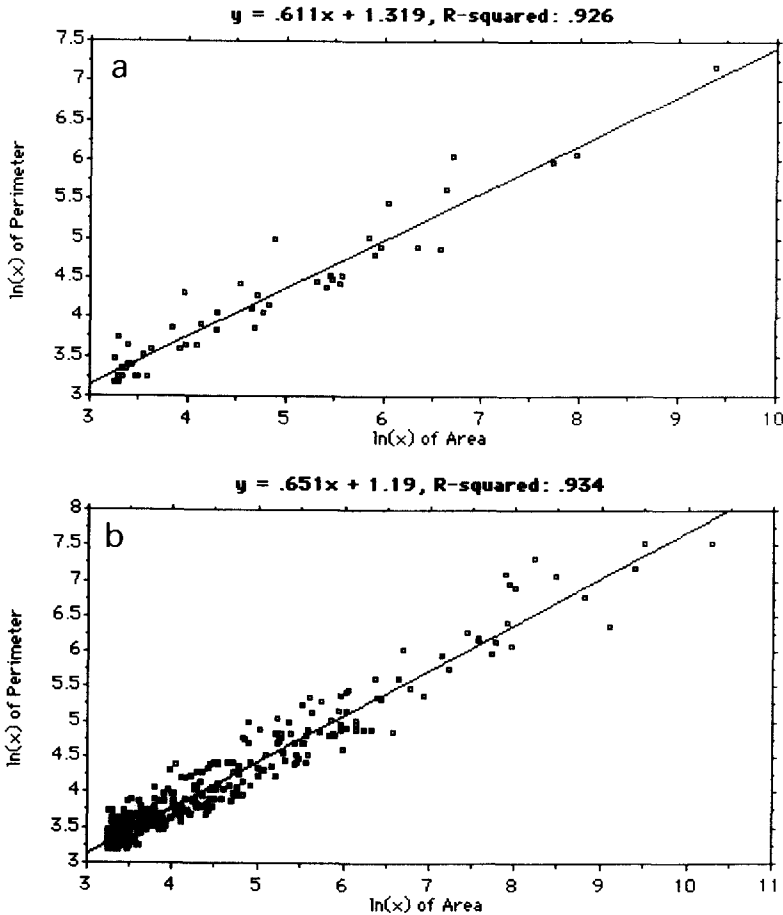 y = .611x + 1.319, R-squared: .926
a
7.5
7
6.5
6
5.5
5
4.5
4
3.5
3
ln(x) of Perimeter
3 4 5 6 7 8 9 10
ln(x) of Area
y = .651x + 1.19, R-squared: .934
b
8
7.5
7
6.5
6
5.5
5
4.5
4
3.5
3
ln(x) of Perimeter
3 4 5 6 7 8 9 10 11
ln(x) of Area